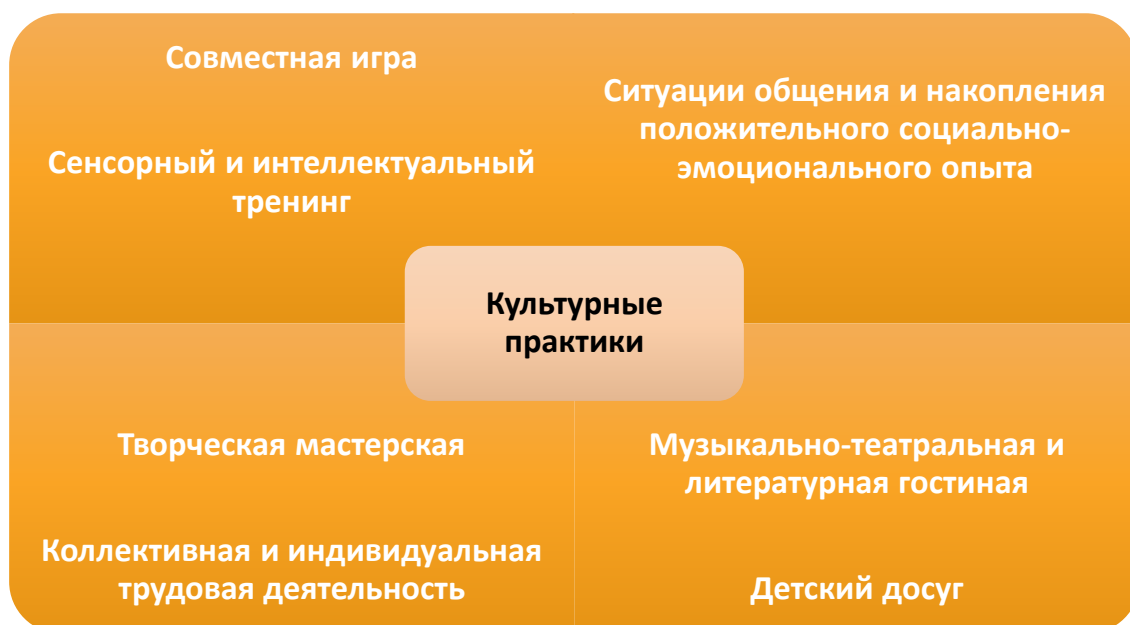 Совместная игра
Сенсорный и интеллектуальный
тренинг
Ситуации общения и накопления
положительного социально-
эмоционального опыта
Культурные
практики
Творческая мастерская
Коллективная и индивидуальная
трудовая деятельность
Музыкально-театральная и
литературная гостиная
Детский досуг